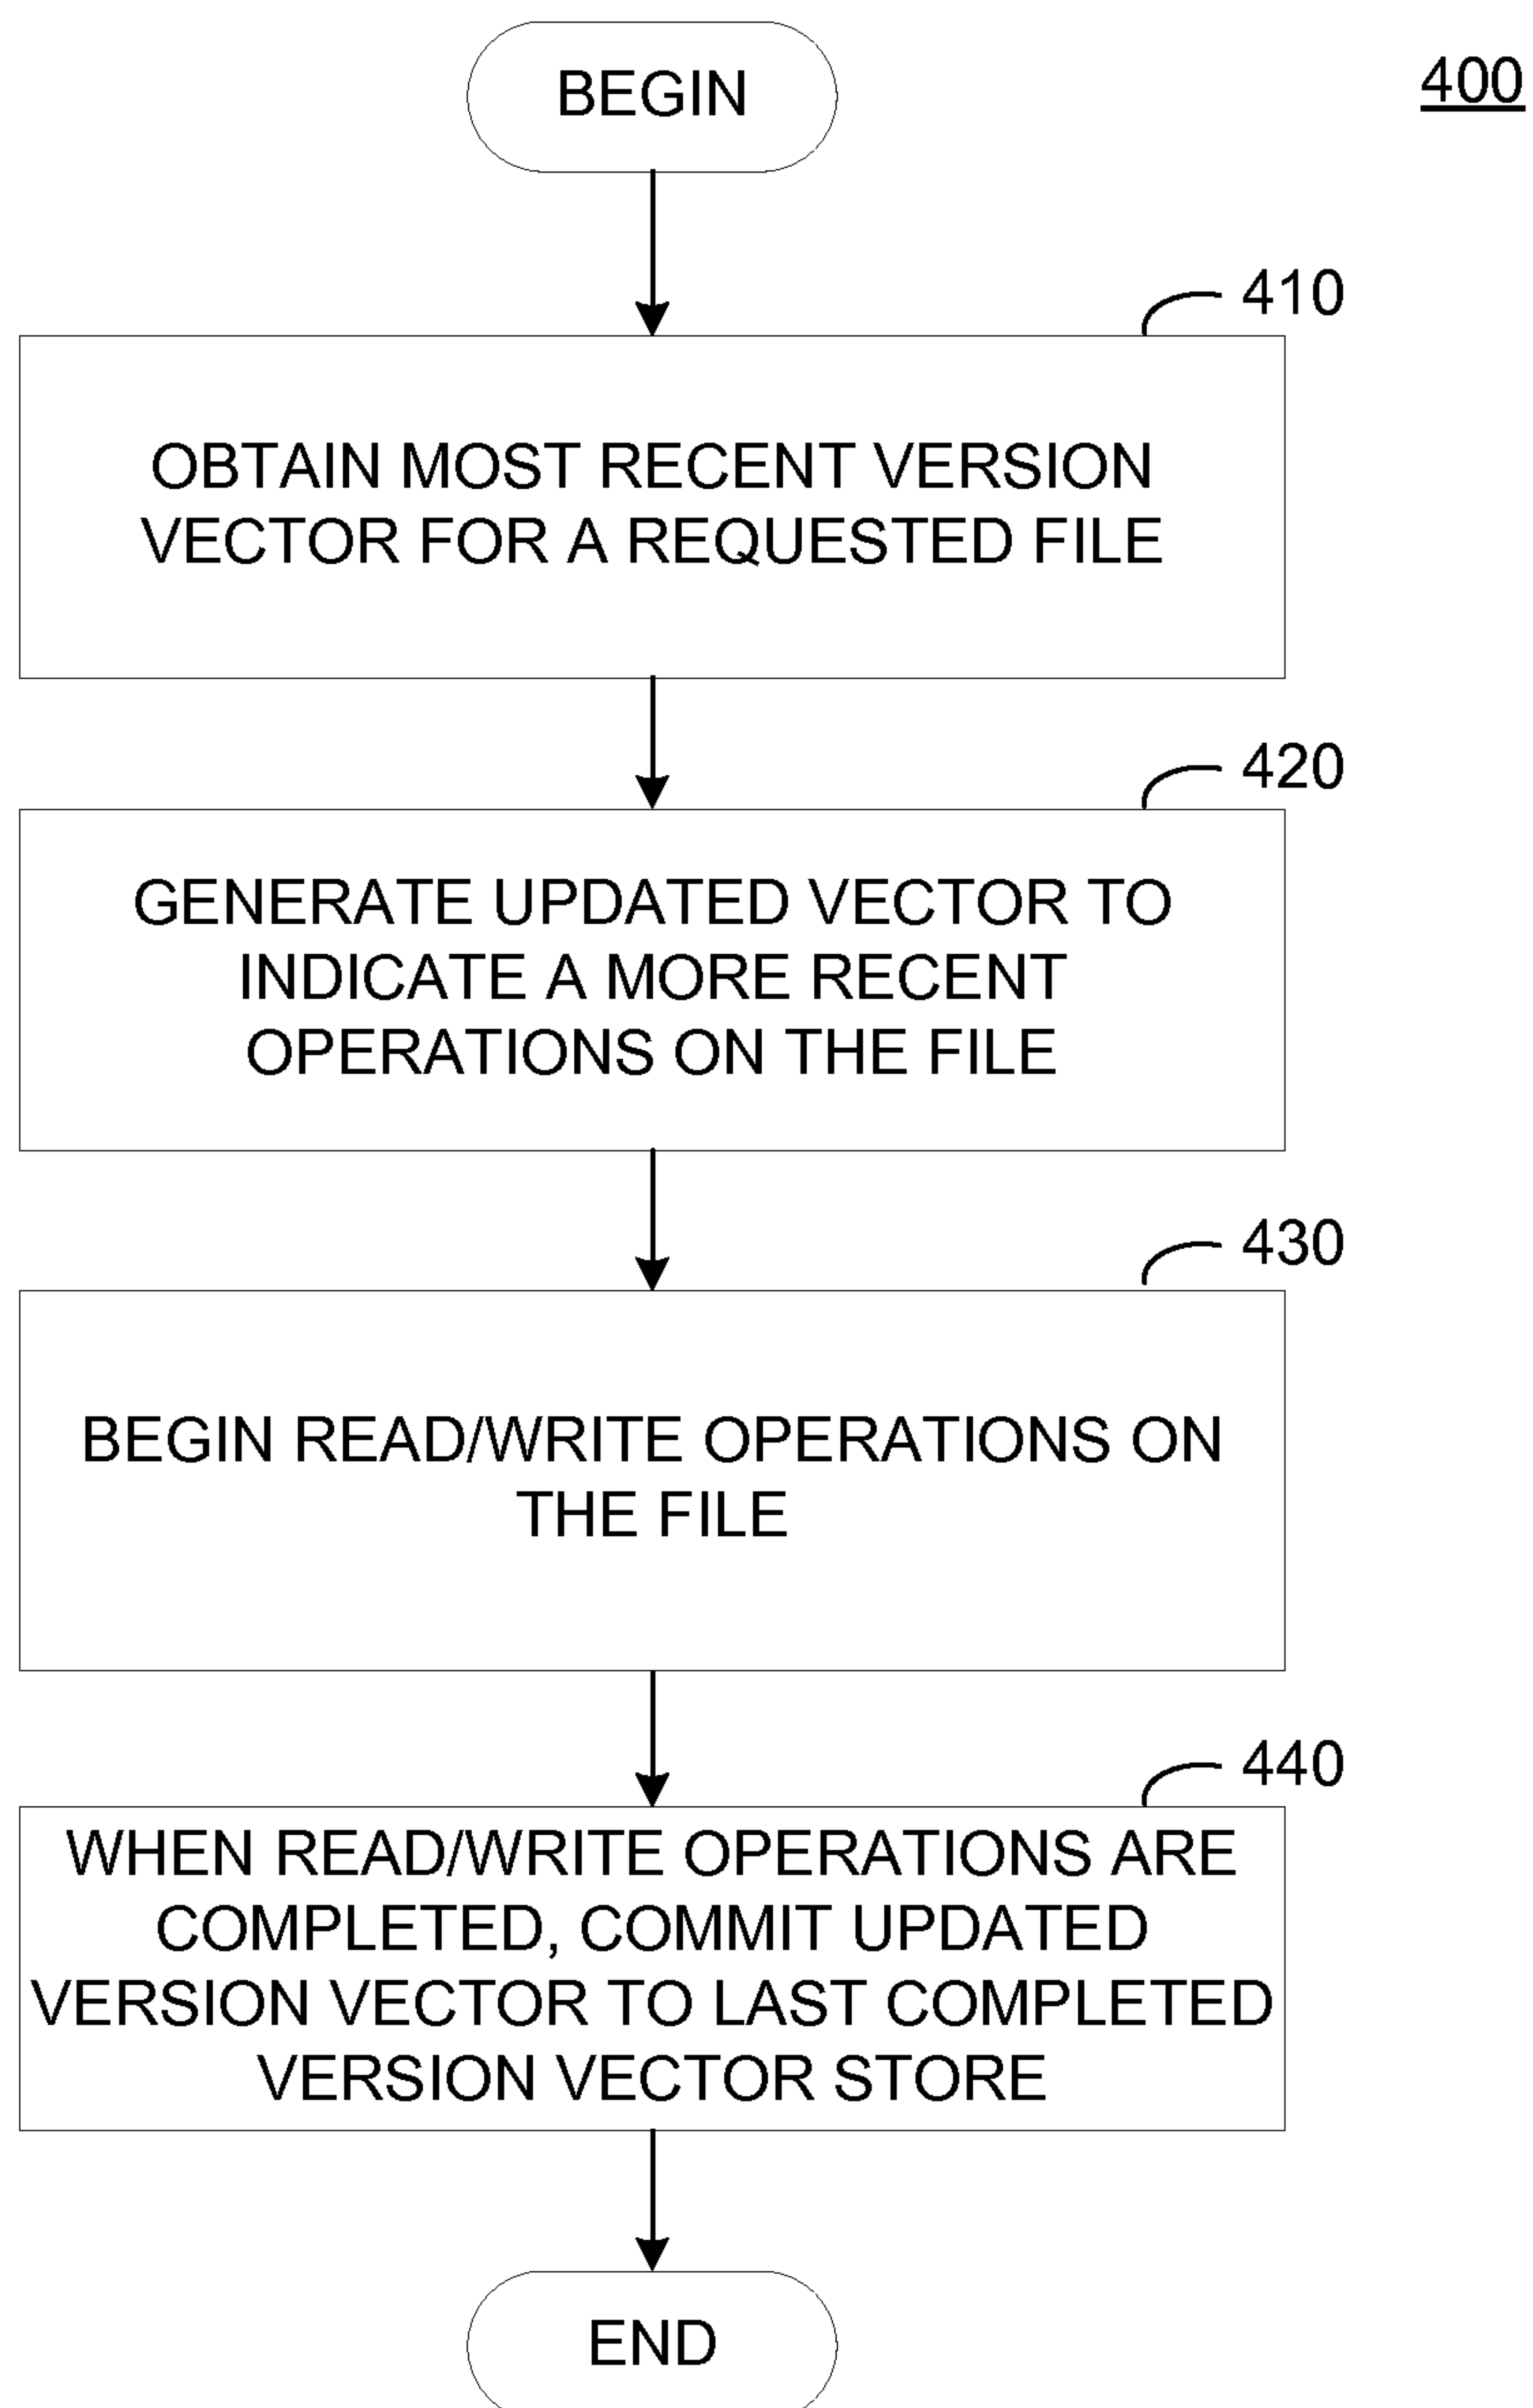 BEGIN
400
410
OBTAIN MOST RECENT VERSION
VECTOR FOR A REQUESTED FILE
420
GENERATE UPDATED VECTOR TO
INDICATE A MORE RECENT
OPERATIONS ON THE FILE
430
BEGIN READ/WRITE OPERATIONS ON
THE FILE
440
WHEN READ/WRITE OPERATIONS ARE
COMPLETED, COMMIT UPDATED
VERSION VECTOR TO LAST COMPLETED
VERSION VECTOR STORE
END